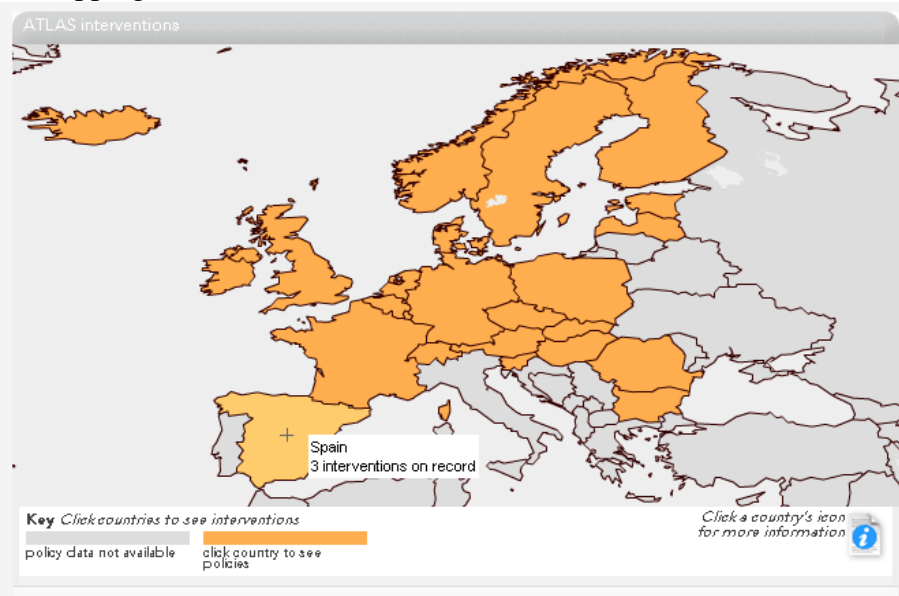 ATLAS interventions
Spain
3 interventions on record
Key Click countries to see interventions
policy data not available
click country to see
policies
Click a country's icon
for more information